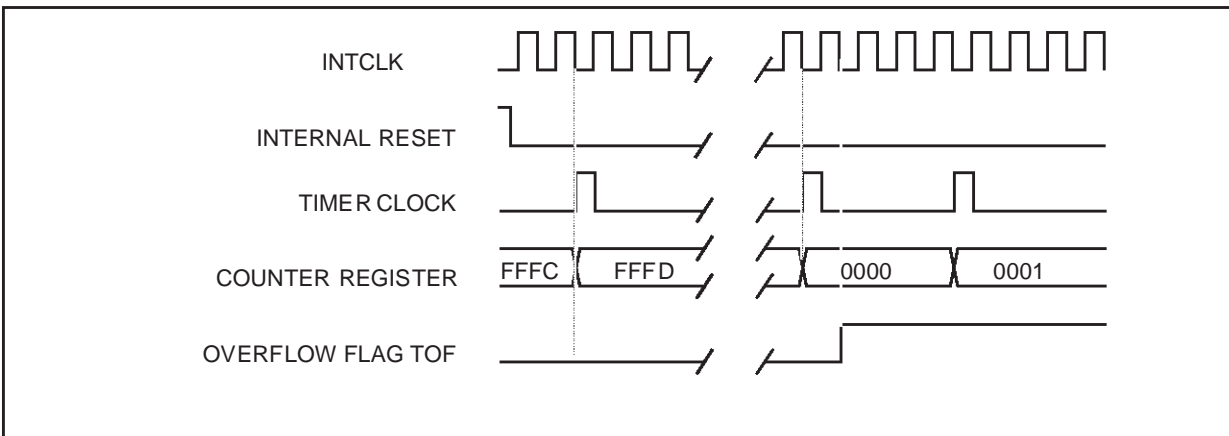 INTCLK
INTERNAL RESET
TIMER CLOCK
COUNTER REGISTER FFFC FFFD 0000 0001
OVERFLOW FLAG TOF